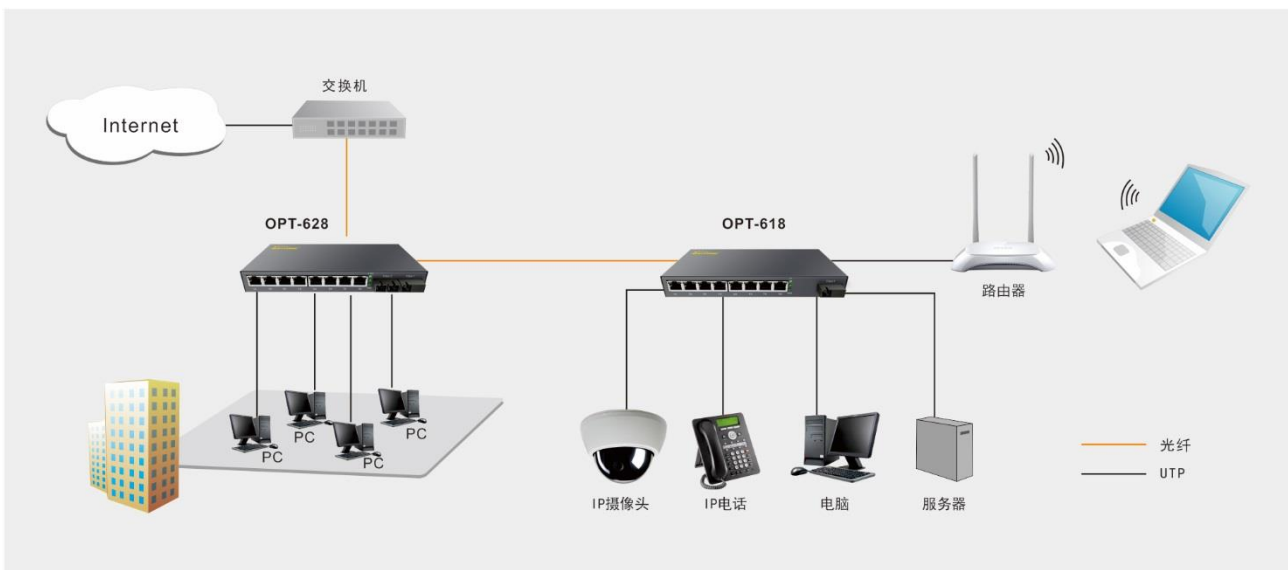 交换机
Internet
OPT-628
OPT-618
路由器
PC
PC
PC
PC
IP摄像头
IP电话
电脑
服务器
光纤
UTP